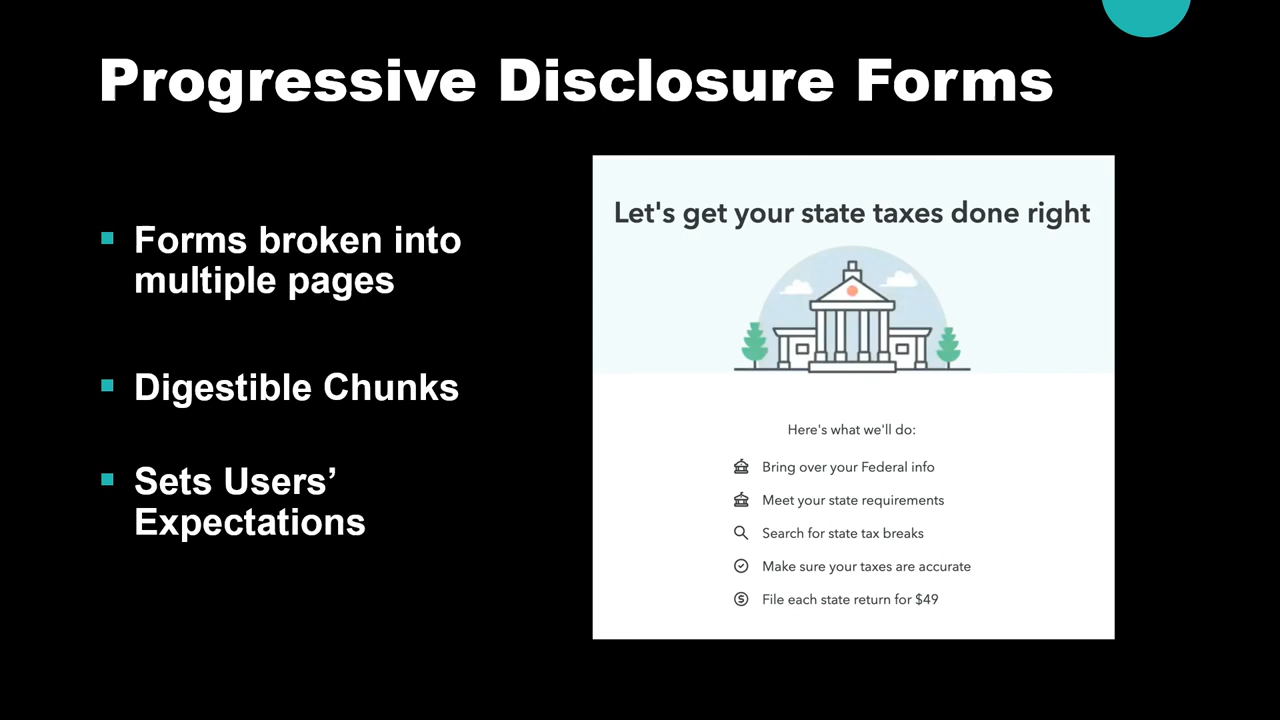 Progressive Disclosure Forms
Forms broken into
multiple pages
Digestible Chunks
Sets Users’
Expectations
Let's get your state taxes done right
Here's what we'll do:
Bring over your Federal info
Meet your state requirements
Search for state tax breaks
Make sure your taxes are accurate
File each state return for $49